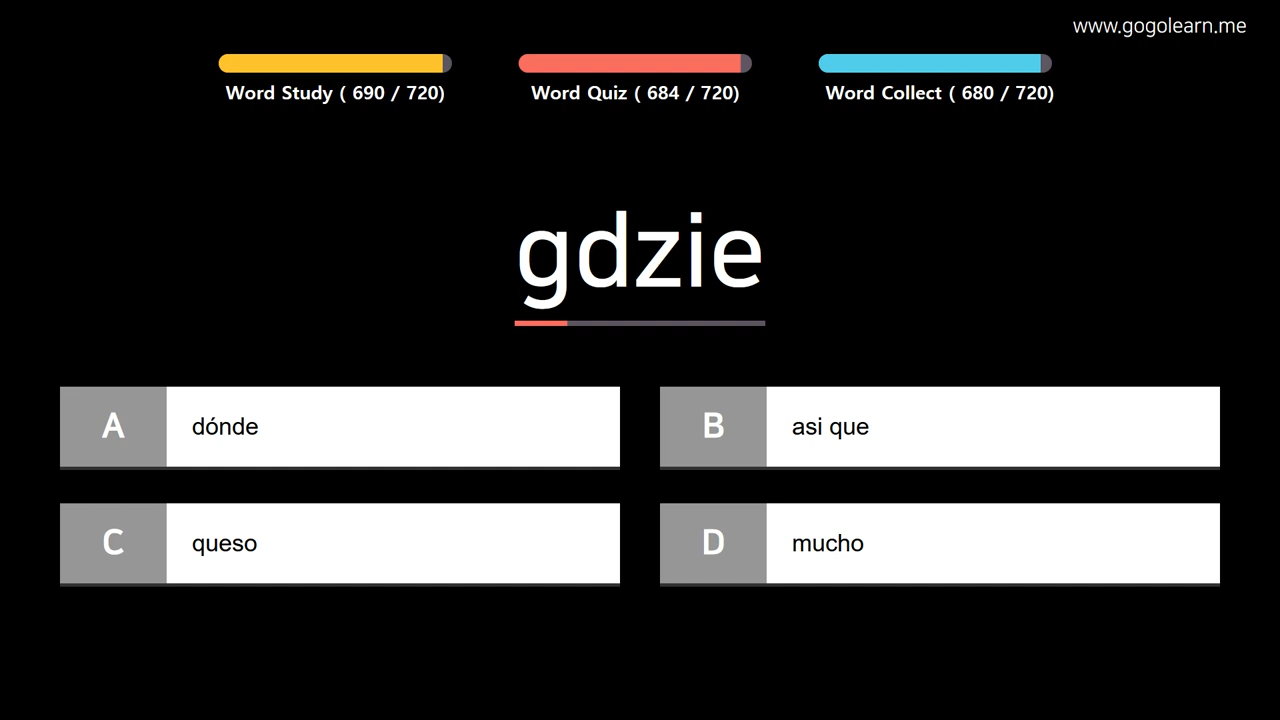 www.gogolearn.me
Word Study ( 690 / 720)
Word Quiz ( 684 / 720)
Word Collect ( 680 / 720)
gdzie
A dónde
B asi que
C queso
D mucho